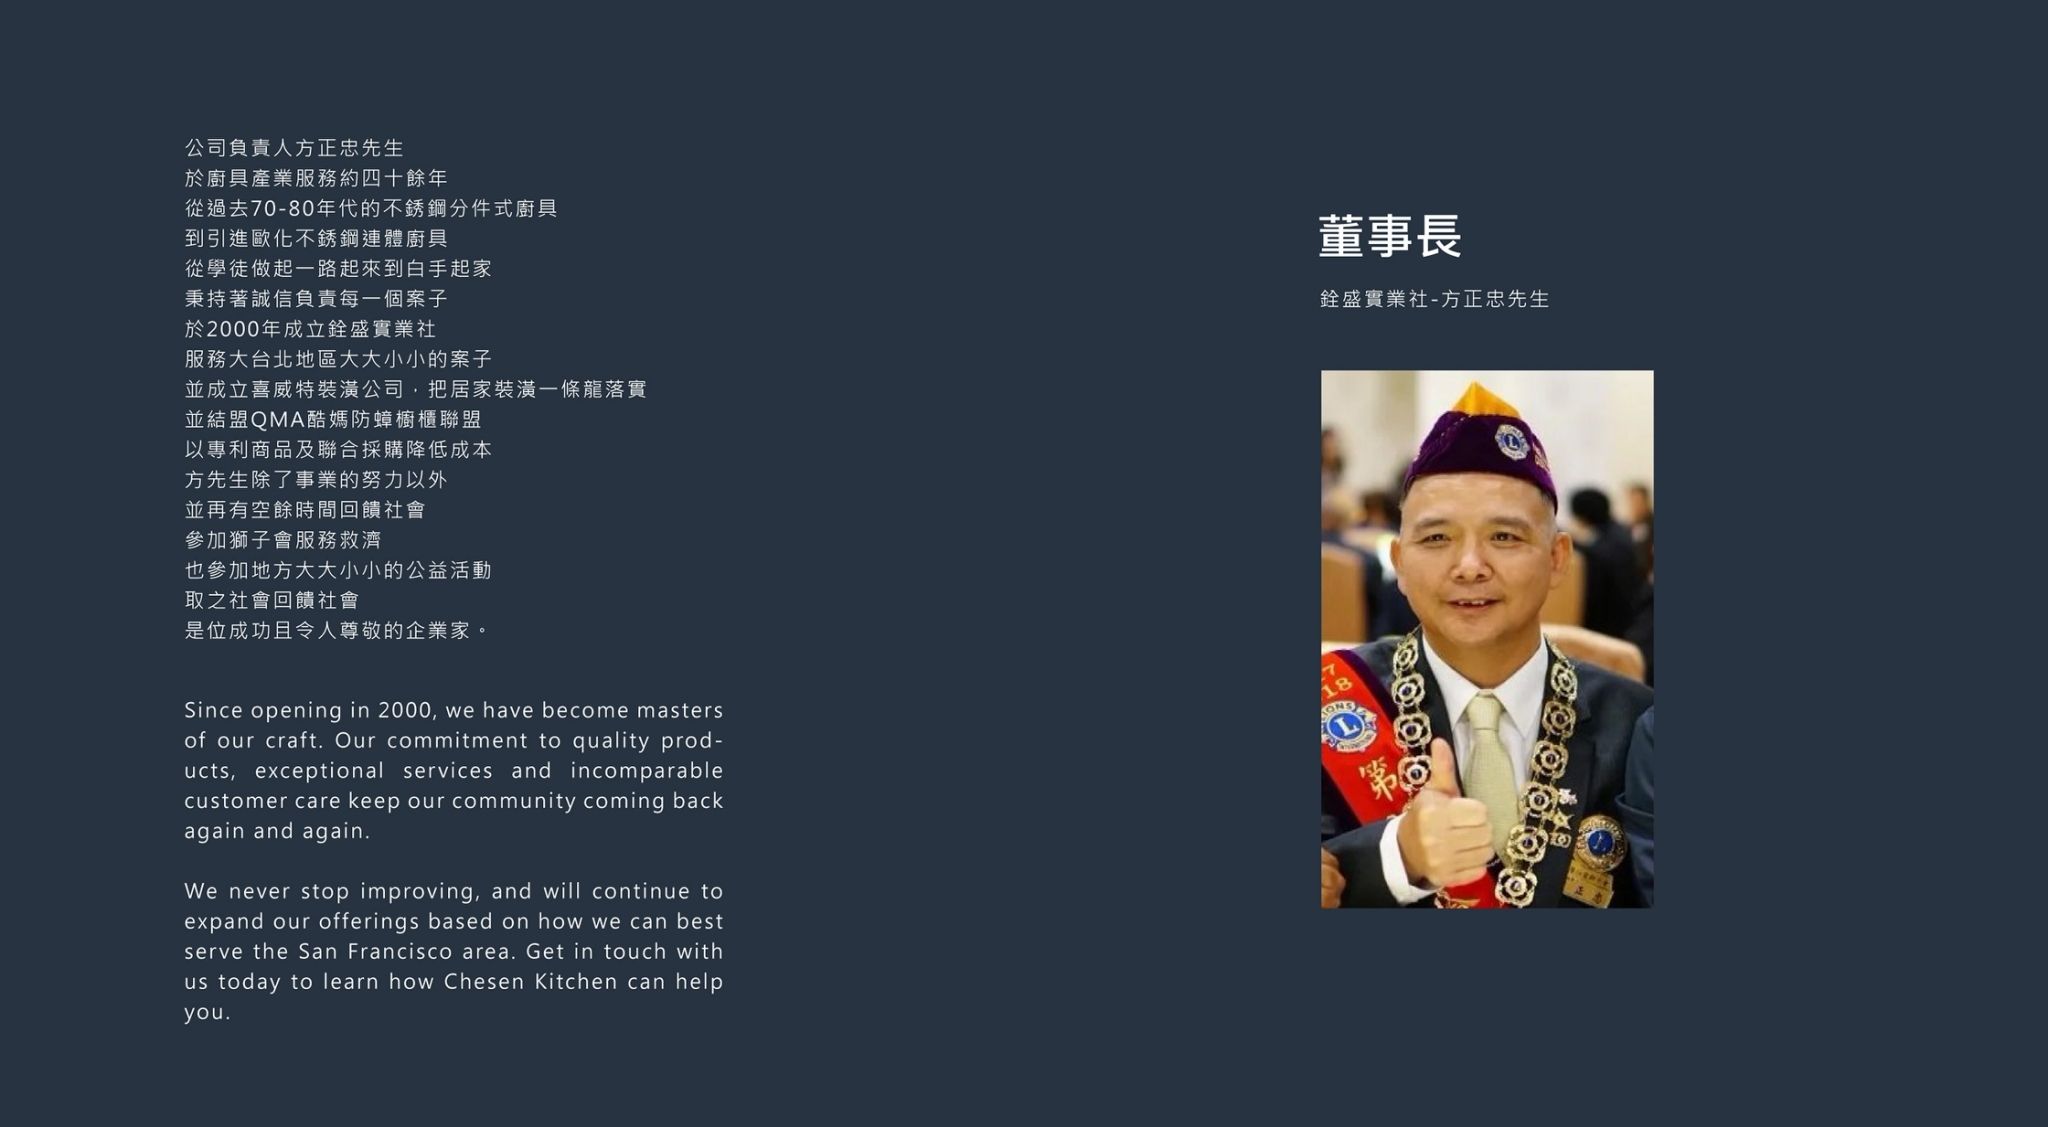 公司負責人方正忠先生
於廚具產業服務約四十餘年
從過去70-80年代的不銹鋼分件式廚具
到引進歐化不銹鋼連體廚具
從學徒做起一路起來到白手起家
秉持著誠信負責每一個案子
於2000年成立銓盛實業社
服務大台北地區大大小小的案子
並成立喜威特裝潢公司，把居家裝潢一條龍落實
並結盟QMA酷媽防蟑櫥櫃聯盟
以專利商品及聯合採購降低成本
方先生除了事業的努力以外
並再有空餘時間回饋社會
參加獅子會服務救濟
也參加地方大大小小的公益活動
取之社會回饋社會
是位成功且令人尊敬的企業家。
Since opening in 2000, we have become masters
of our craft. Our commitment to quality prod-
ucts, exceptional services and incomparable
customer care keep our community coming back
again and again.
We never stop improving, and will continue to
expand our offerings based on how we can best
serve the San Francisco area. Get in touch with
us today to learn how Chesen Kitchen can help
you.
董事長
銓盛實業社-方正忠先生
L
18
LIONS
L
第
正忠